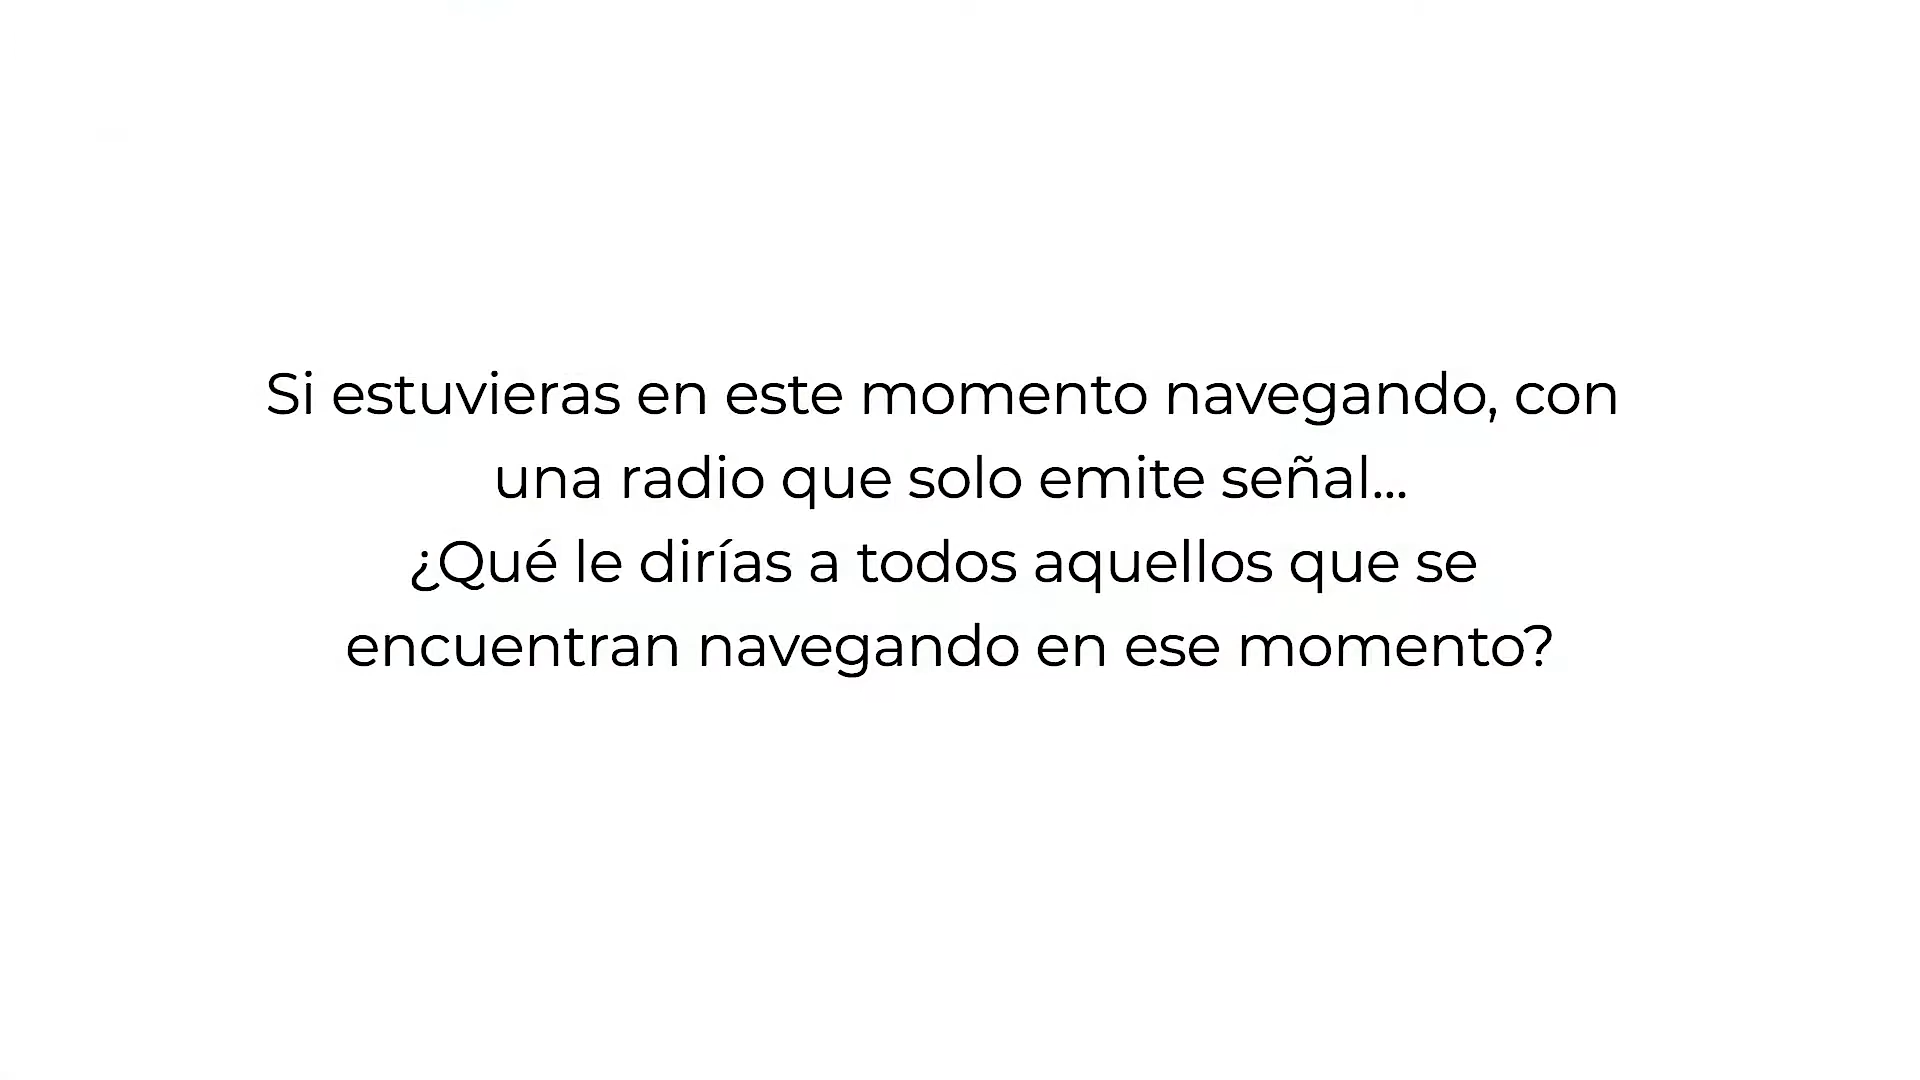 Si estuvieras en este momento navegando, con
una radio que solo emite señal...
¿Qué le dirías a todos aquellos que se
encuentran navegando en ese momento?